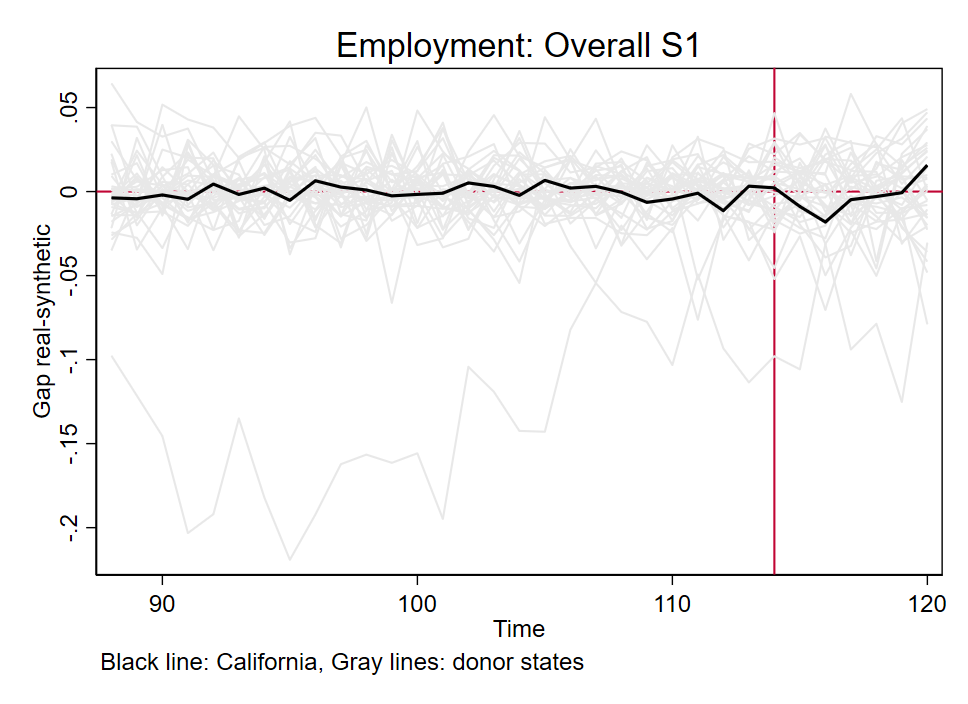 Employment: Overall S1
Gap real-synthetic
.05
0
-.05
-.1
-.15
-.2
90 100 110 120
Time
Black line: California, Gray lines: donor states